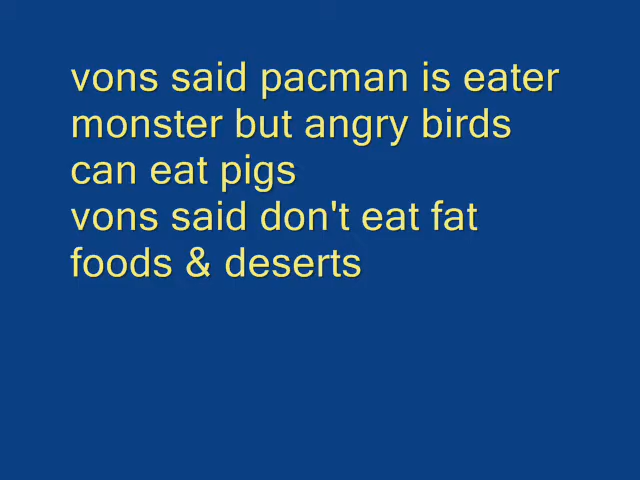 vons said pacman is eater
monster but angry birds
can eat pigs
vons said don't eat fat
foods & deserts